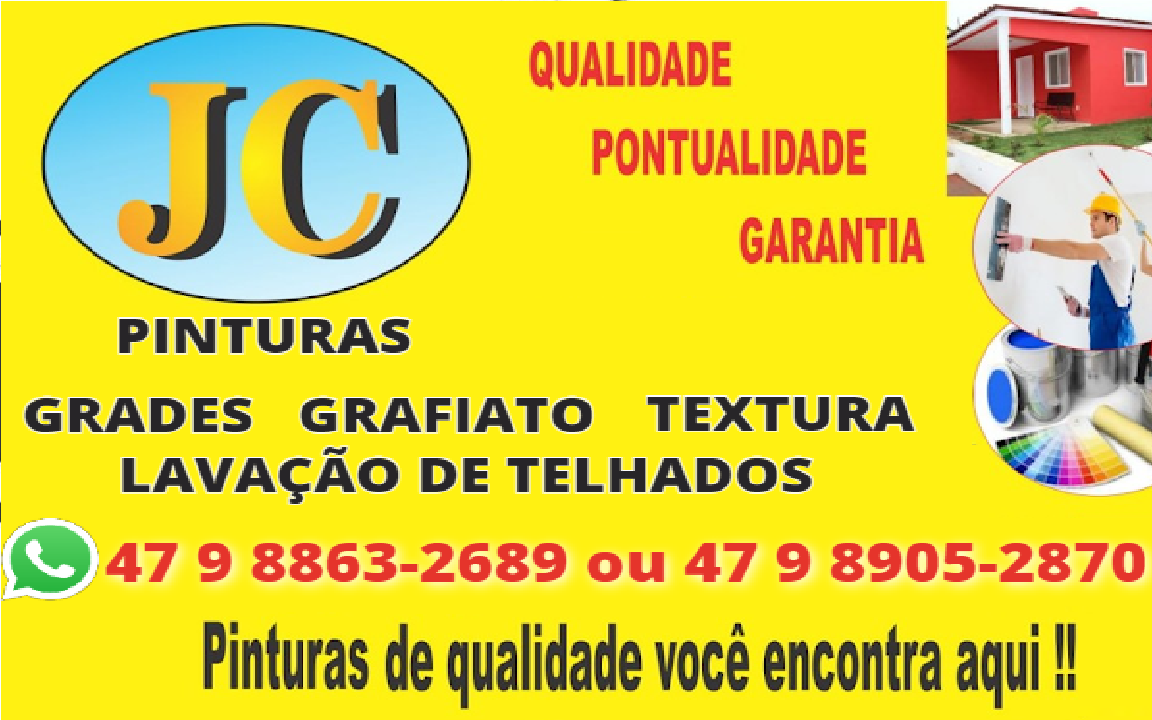 JC
PINTURAS
QUALIDADE
PONTUALIDADE
GARANTIA
GRADES GRAFIATO TEXTURA
LAVAÇÃO DE TELHADOS
47 9 8863-2689 ou 47 9 8905-2870
Pinturas de qualidade você encontra aqui !!